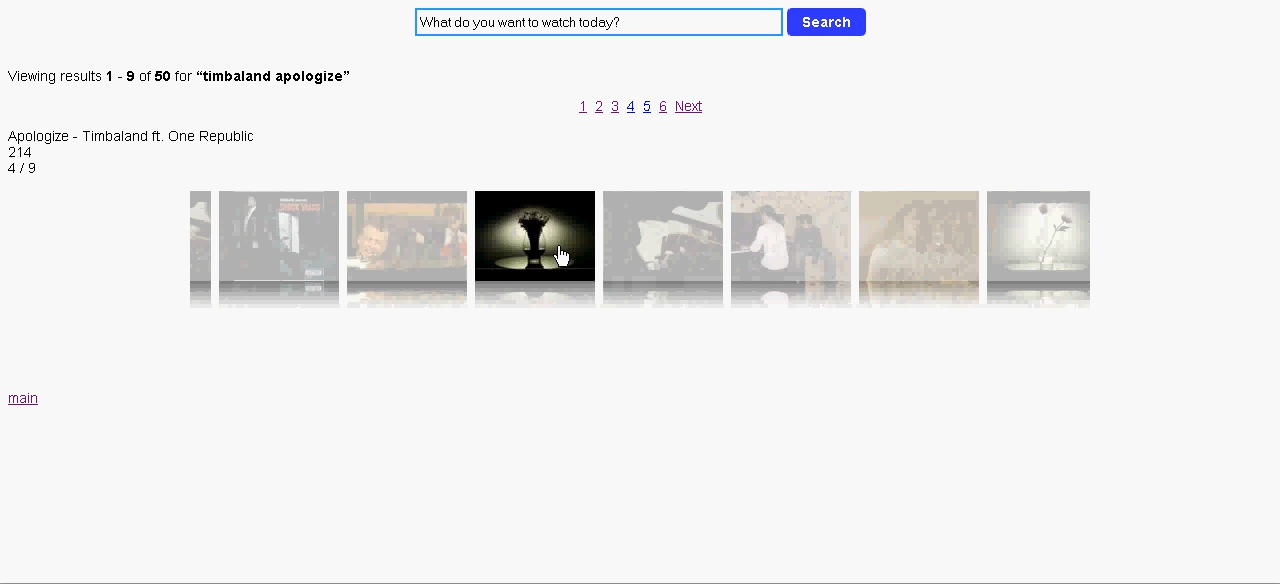 What do you want to watch today? Search
Viewing results 1 - 9 of 50 for “timbaland apologize”
1 2 3 4 5 6 Next
Apologize - Timbaland ft. One Republic
214
4 / 9
main